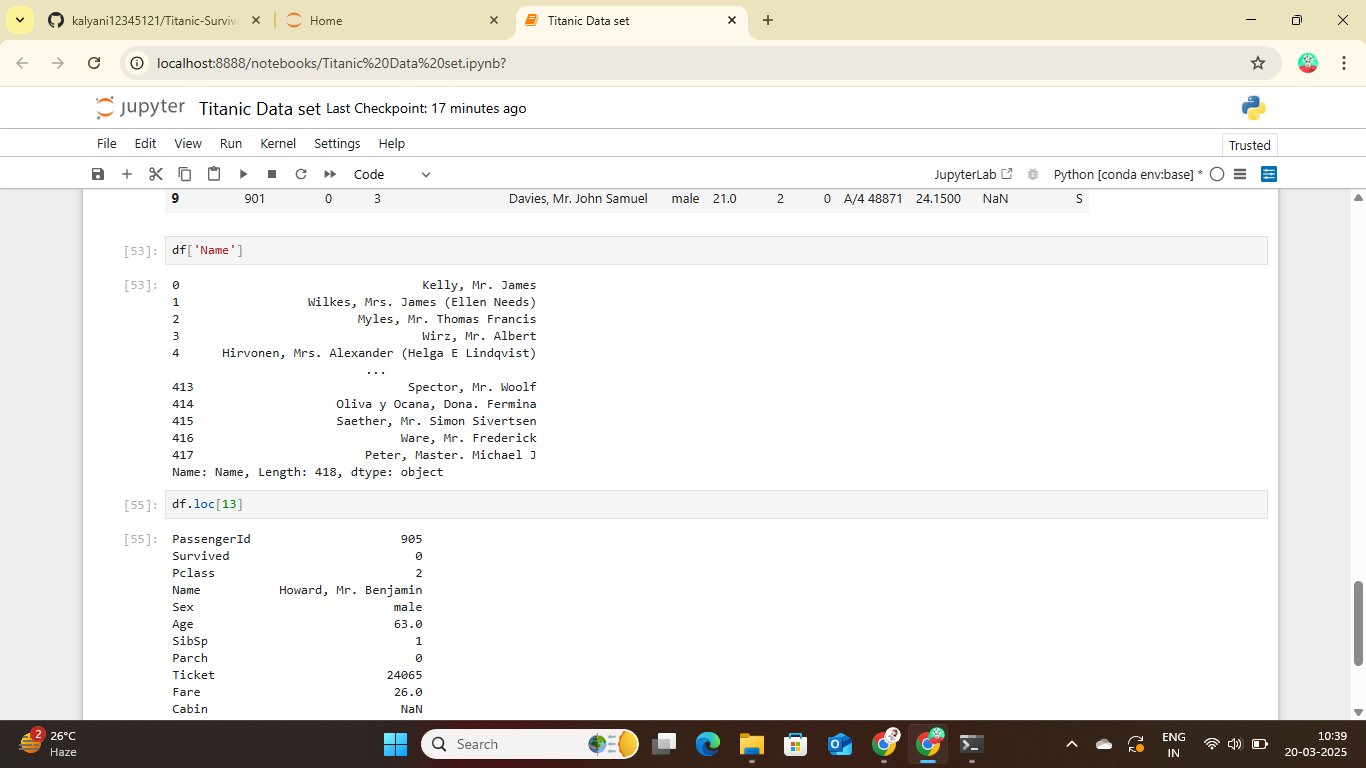 kalyani12345121/Titanic-Surviva
Home
Titanic Data set
localhost:8888/notebooks/Titanic%20Data%20set.ipynb?
jupyter Titanic Data set Last Checkpoint: 17 minutes ago
File Edit View Run Kernel Settings Help
Trusted
Code
JupyterLab
Python [conda env:base] *
9 901 0 3 Davies, Mr. John Samuel male 21.0 2 0 A/4 48871 24.1500 NaN S
[53]: df['Name']
[53]: 0 Kelly, Mr. James
1 Wilkes, Mrs. James (Ellen Needs)
2 Myles, Mr. Thomas Francis
3 Wirz, Mr. Albert
4 Hirvonen, Mrs. Alexander (Helga E Lindqvist)
...
413 Spector, Mr. Woolf
414 Oliva y Ocana, Dona. Fermina
415 Saether, Mr. Simon Sivertsen
416 Ware, Mr. Frederick
417 Peter, Master. Michael J
Name: Name, Length: 418, dtype: object
[55]: df.loc[13]
[55]: PassengerId 905
Survived 0
Pclass 2
Name Howard, Mr. Benjamin
Sex male
Age 63.0
SibSp 1
Parch 0
Ticket 24065
Fare 26.0
Cabin NaN
2
26°C
Haze
Search
ENG
IN
10:39
20-03-2025